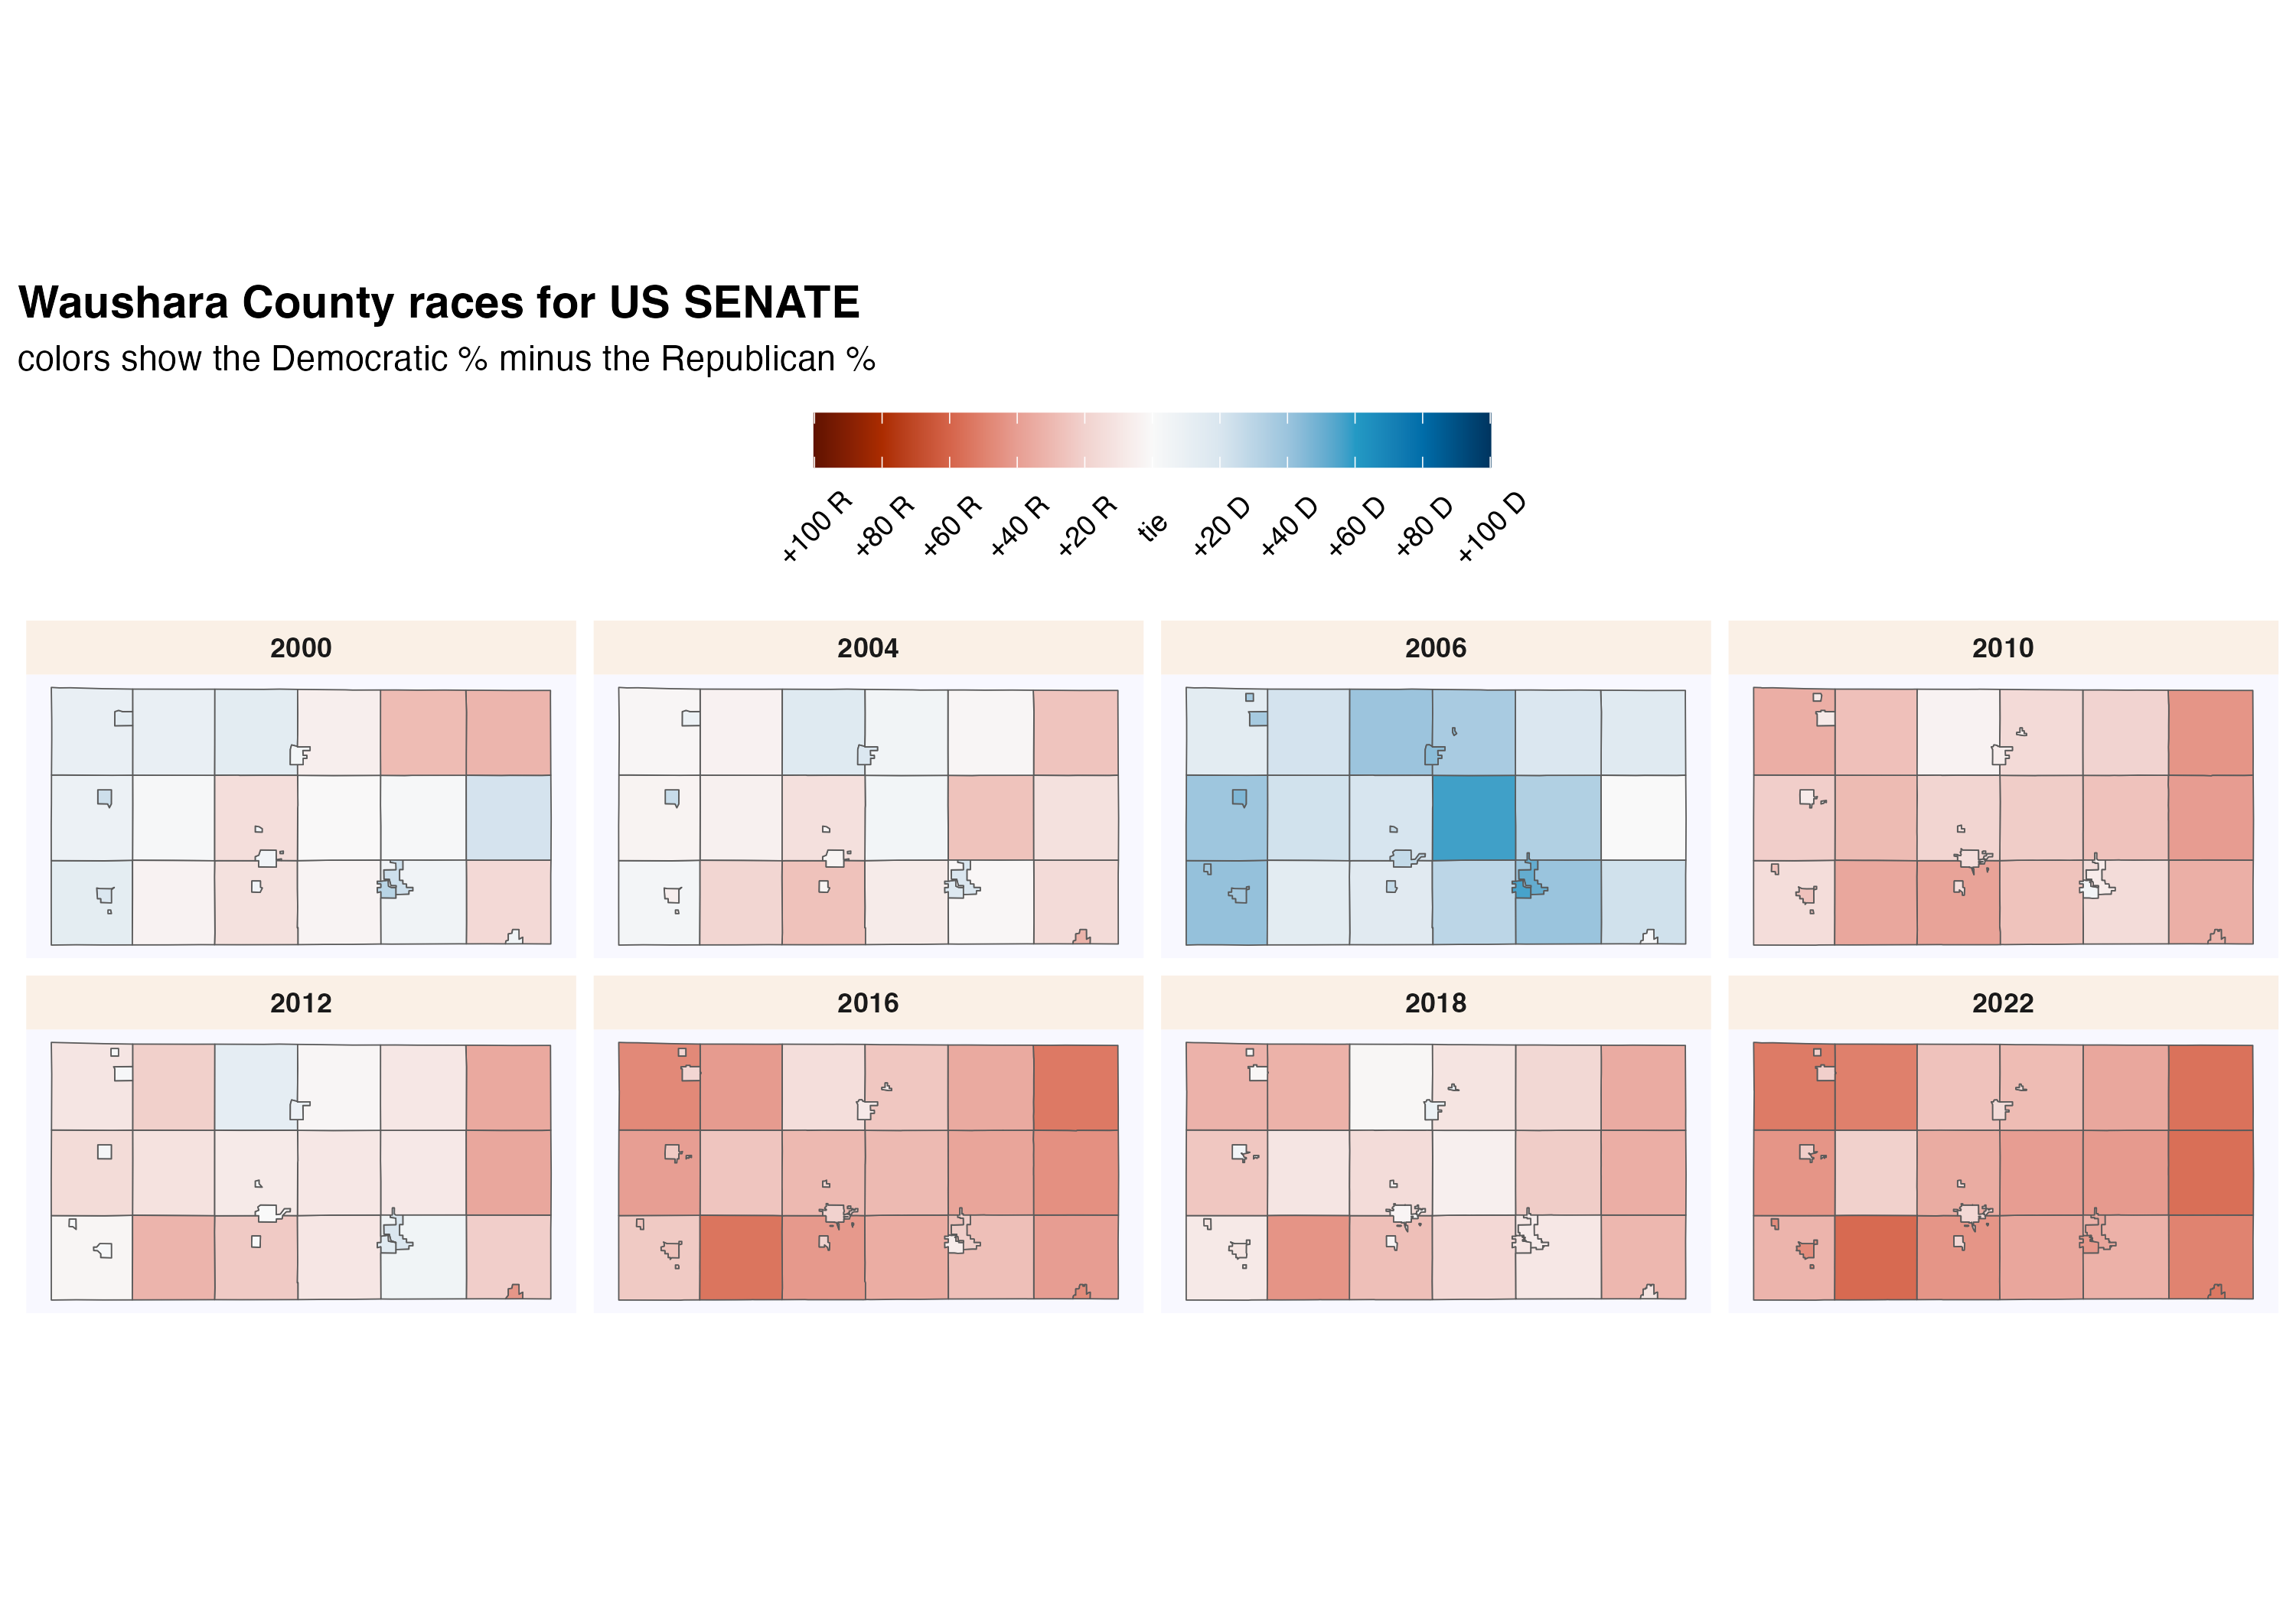 Waushara County races for US SENATE
colors show the Democratic % minus the Republican %
+100 R
+80 R
+60 R
+40 R
+20 R
tie
+20 D
+40 D
+60 D
+80 D
+100 D
2000
2004
2006
2010
2012
2016
2018
2022